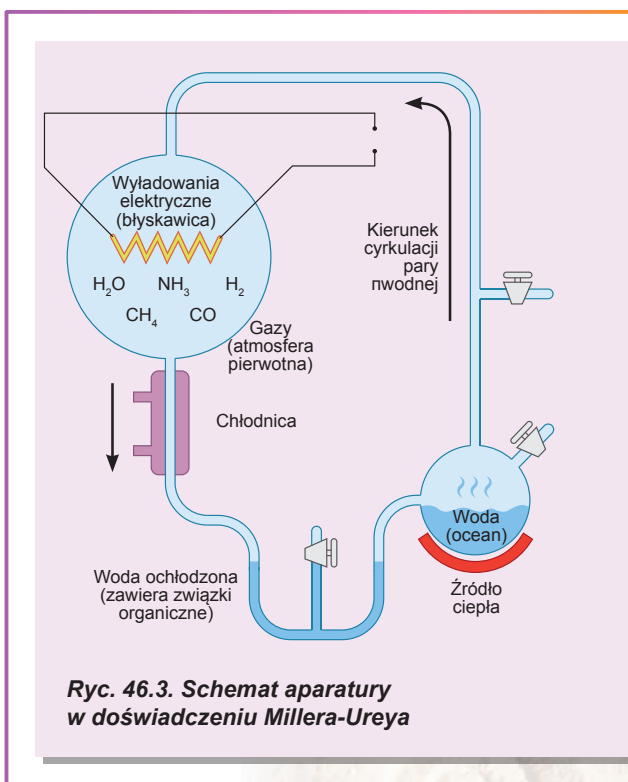 Wyładowania
elektryczne
(błyskawica)
H₂O NH₃ H₂
CH₄ CO
Gazy
(atmosfera
pierwotna)
Kierunek
cyrkulacji
pary
пwodnej
Chłodnica
Woda
(ocean)
Źródło
ciepła
Woda ochłodzona
(zawiera związki
organiczne)
Ryc. 46.3. Schemat aparatury
w doświadczeniu Millera-Ureya